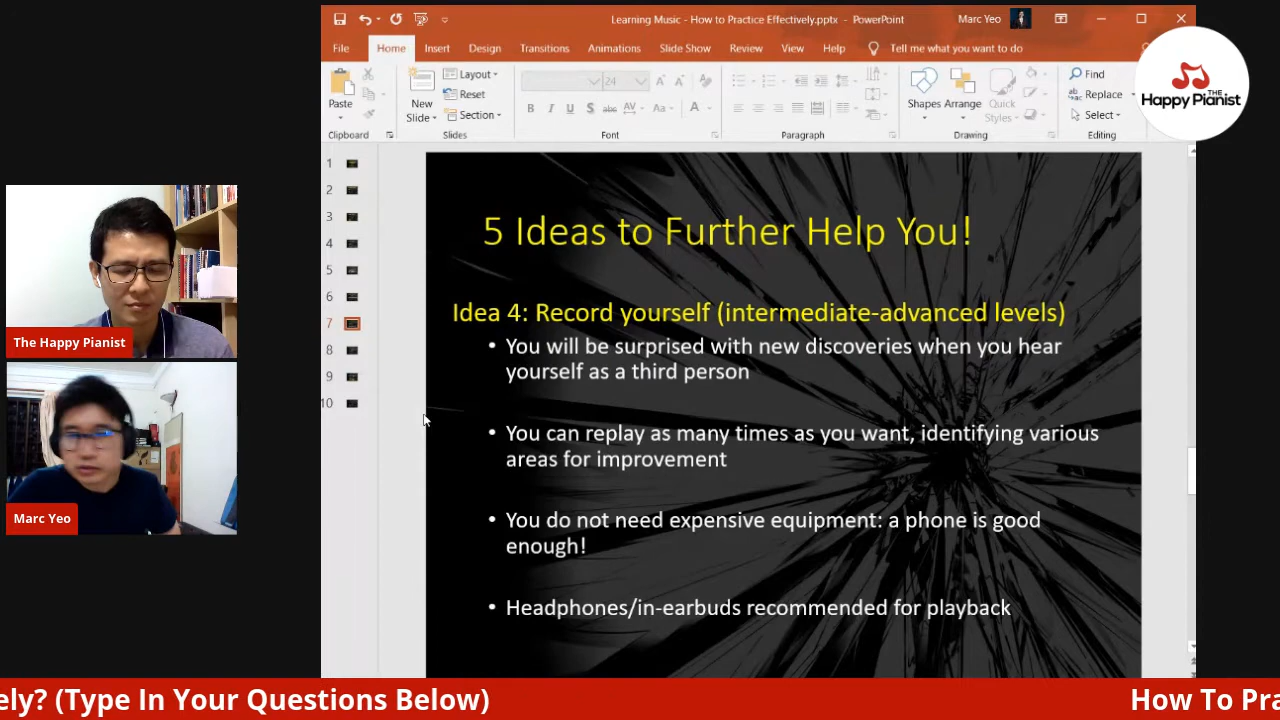 Learning Music - How to Practice Effectively.pptx - PowerPoint
Marc Yeo
File
Home
Insert
Design
Transitions
Animations
Slide Show
Review
View
Help
Tell me what you want to do
Paste
Clipboard
New
Slide
Layout
Reset
Section
Slides
24
B I U S abc AV Aa A
Font
Paragraph
Shapes
Arrange
Quick
Styles
Drawing
Find
Replace
Select
Editing
THE
Happy Pianist
1
2
3
4
5
6
7
8
9
10
5 Ideas to Further Help You!
Idea 4: Record yourself (intermediate-advanced levels)
• You will be surprised with new discoveries when you hear
yourself as a third person
• You can replay as many times as you want, identifying various
areas for improvement
• You do not need expensive equipment: a phone is good
enough!
• Headphones/in-earbuds recommended for playback
The Happy Pianist
Marc Yeo
ely? (Type In Your Questions Below)
How To Pra